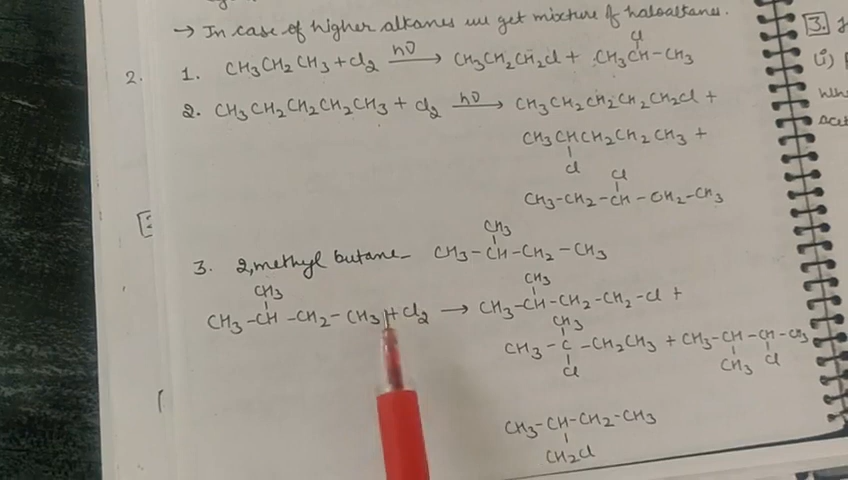 → In case of higher alkanes we get mixture of haloalkanes.
2.
1. CH3CH2CH3 + Cl2 hν → CH3CH2CH2Cl + CH3CH-CH3
Cl
2. CH3CH2CH2CH2CH3 + Cl2 hν → CH3CH2CH2CH2CH2Cl +
CH3CHCH2CH2CH3 +
Cl
Cl
CH3-CH2-CH-CH2-CH3
CH3
3. 2,methyl butane- CH3-CH-CH2-CH3
CH3
CH3-CH-CH2-CH3 + Cl2 → CH3-CH-CH2-CH2-Cl +
CH3
CH3
CH3-C-CH2CH3 + CH3-CH-CH-CH3
Cl CH3 Cl
CH3-CH-CH2-CH3
CH2Cl
3.
(i)